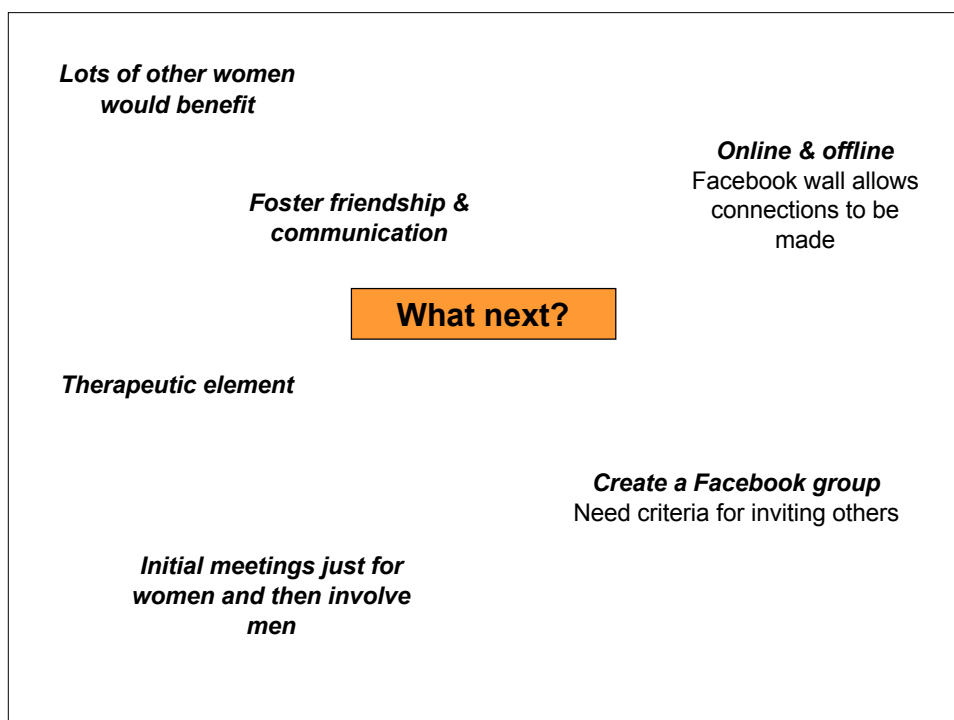 Lots of other women
would benefit
Online & offline
Facebook wall allows
connections to be
made
Foster friendship &
communication
What next?
Therapeutic element
Create a Facebook group
Need criteria for inviting others
Initial meetings just for
women and then involve
men